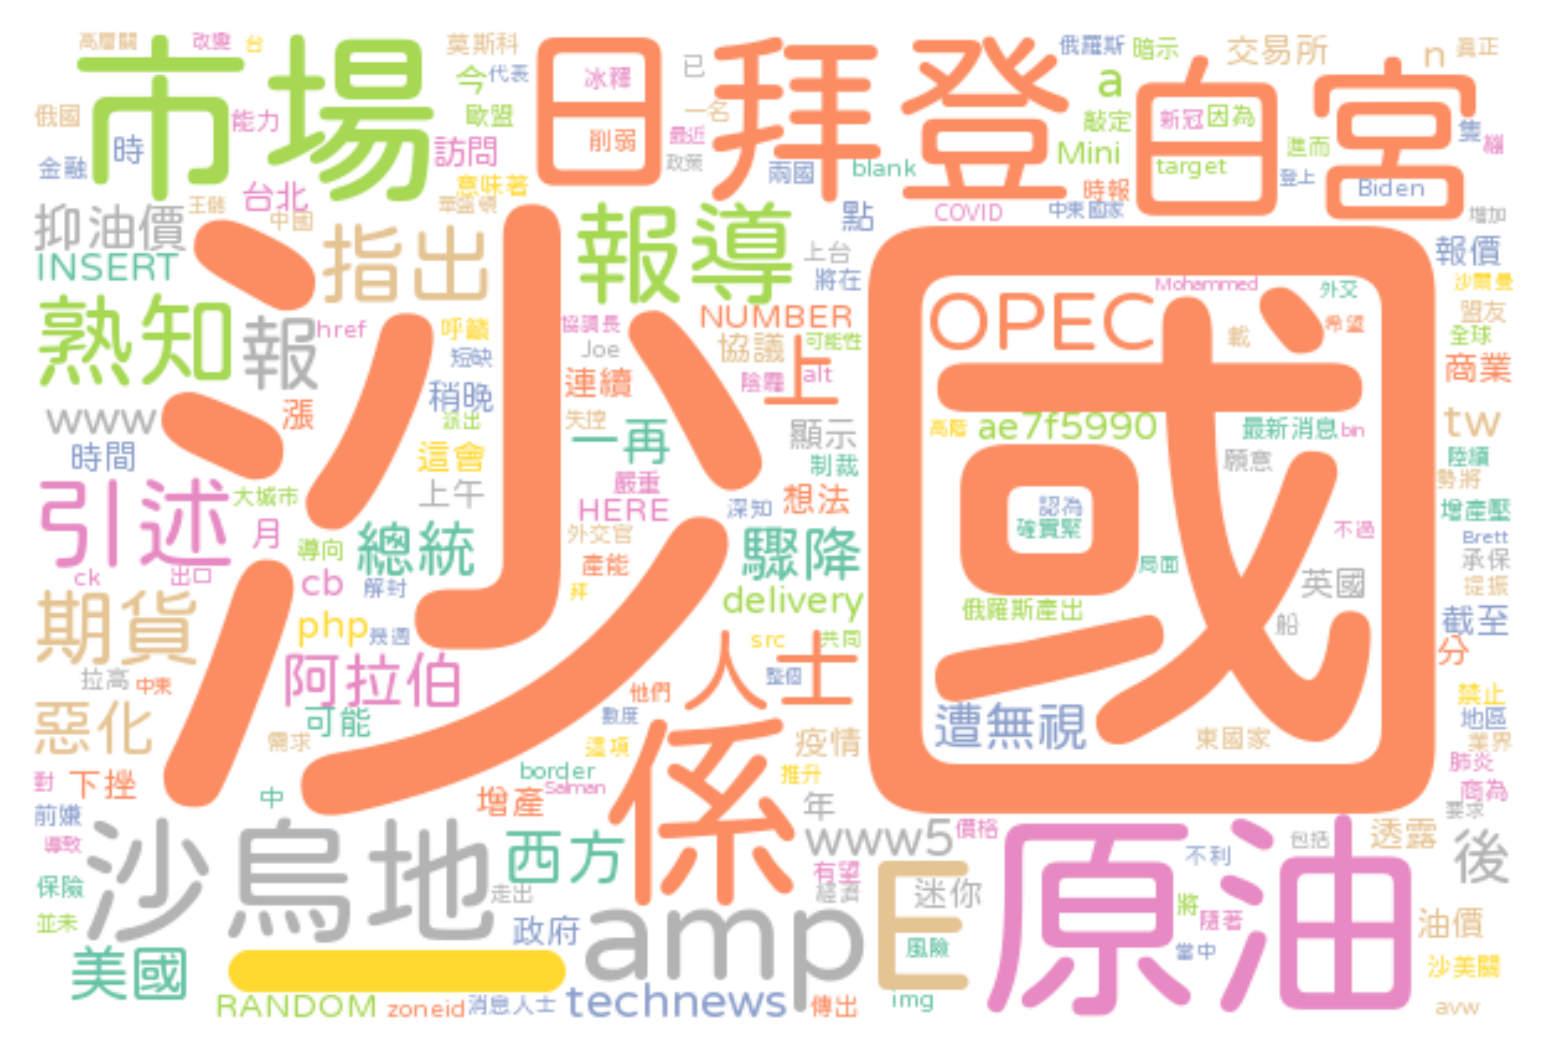 高層關 改變 台 莫斯科 俄羅斯 暗示 交易所 n 真正
市場 日 拜登 白宮
今 代表 冰釋 已 a
俄國 能力 歐盟 一名 敲定 新冠 因為 隻
時 訪問 削弱 最近 Mini 進而 繼
金融 政策 兩國 blank target 登上 Biden
台北 意味著 時報
抑油價 王儲 中國 華盛頓 點 COVID 中東國家 增加
INSERT 指出 報導 上台 將在 報價
Mohammed 外交 沙爾曼
熟知 報 href 呼籲 協調長 NUMBER OPEC 載 希望 盟友
短缺 Joe 協議 可能性 全球
沙 國
稍晚 連續 陰霾 上 alt 商業
www 漲 派出 失控 一再 顯示 高階 ae7f5990 最新消息 bin tw
時間 這會 制裁 願意 陸續
引述 大城市 上午 嚴重 想法 勢將
月 HERE 深知 認為 增產壓
導向 總統 外交官 驟降 確實緊 不過 Brett
ck 出口 cb 解封 產能 局面 承保
期貨 拜 delivery 英國 提振
php 幾週 src 共同 俄羅斯產出 船 截至
阿拉伯 人士 分
拉高 中東 他們 整個 禁止
惡化 可能 數度 遭無視 地區
需求 係 這項 疫情 東國家 業界
對 下挫 border 推升 肺炎
中 Salman 增產 年 商為
前嫌 www5 價格 要求
導致 沙烏地 西方 原油 包括 透露 後
保險 走出 有望 E 不利
並未 經濟 迷你 將
政府 amp 隨著 油價
美國 風險 當中 沙美關
RANDOM zoneid 消息人士 technews 傳出 img avw